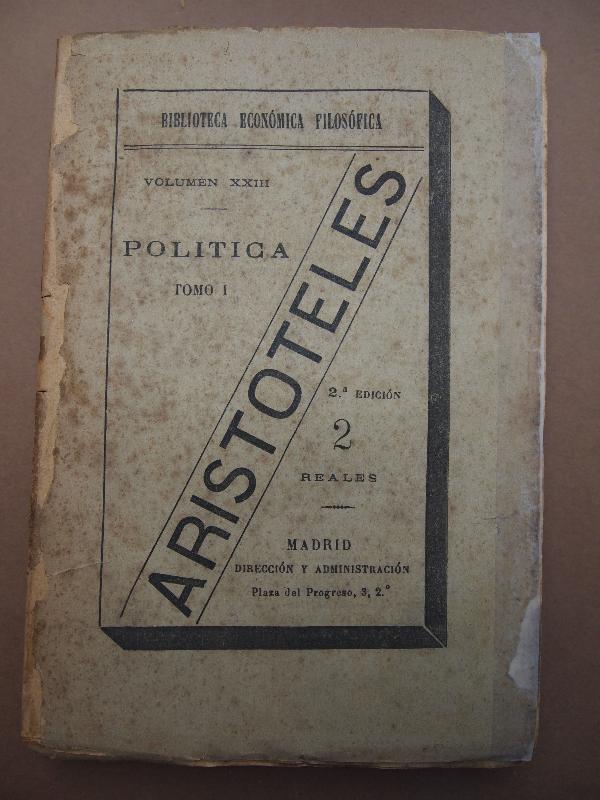 BIBLIOTECA ECONÓMICA FILOSÓFICA
VOLUMEN XXIII
POLITICA
TOMO I
ARISTOTELES
2.ª EDICIÓN
2
REALES
MADRID
DIRECCIÓN Y ADMINISTRACIÓN
Plaza del Progreso, 3, 2.º